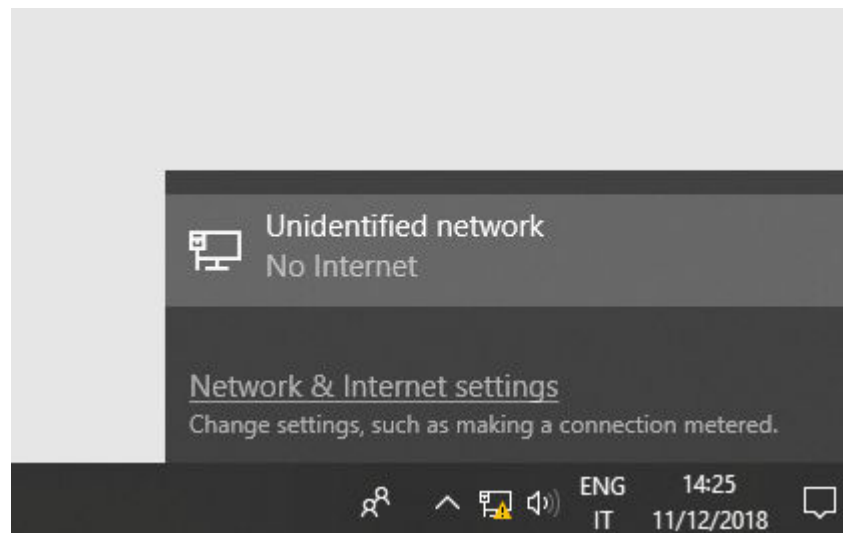 Unidentified network
No Internet
Network & Internet settings
Change settings, such as making a connection metered.
ENG
IT
14:25
11/12/2018